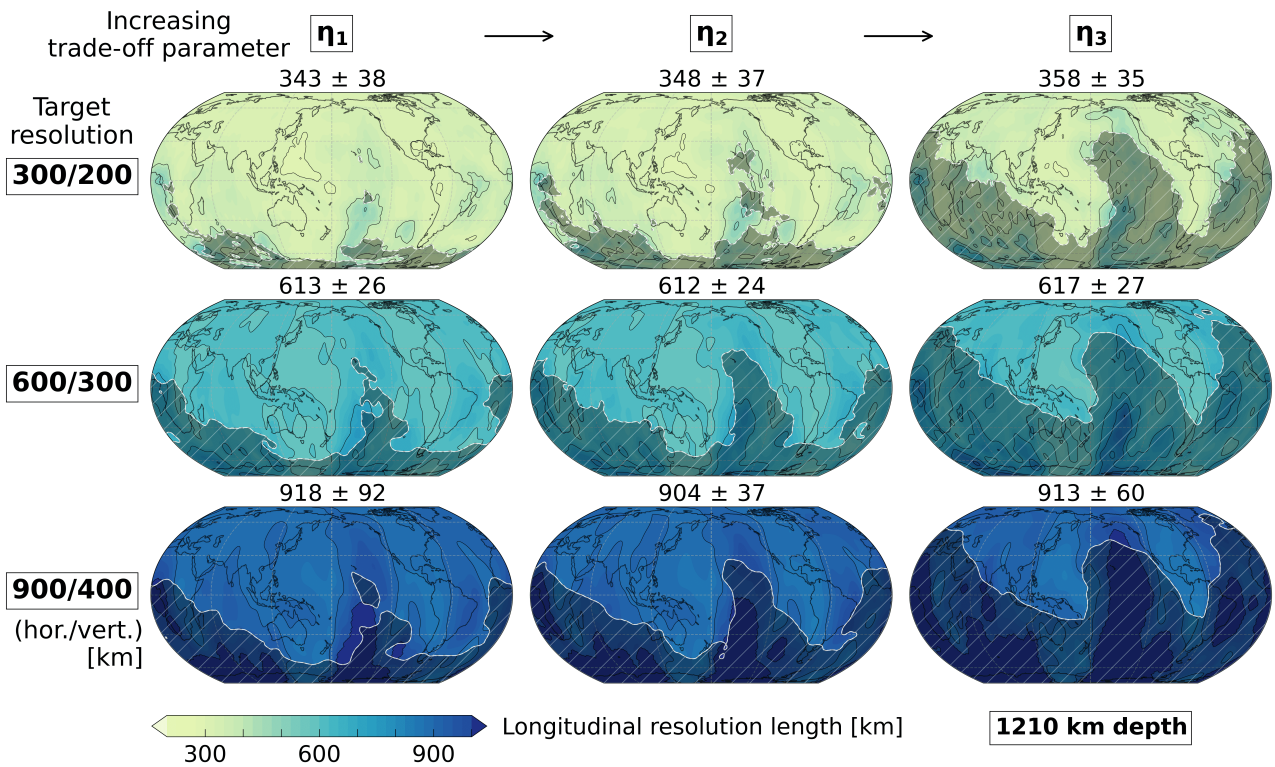 Increasing
trade-off parameter
η1
η2
η3
343 ± 38
348 ± 37
358 ± 35
Target
resolution
300/200
613 ± 26
612 ± 24
617 ± 27
600/300
918 ± 92
904 ± 37
913 ± 60
900/400
(hor./vert.)
[km]
Longitudinal resolution length [km]
1210 km depth
300 600 900